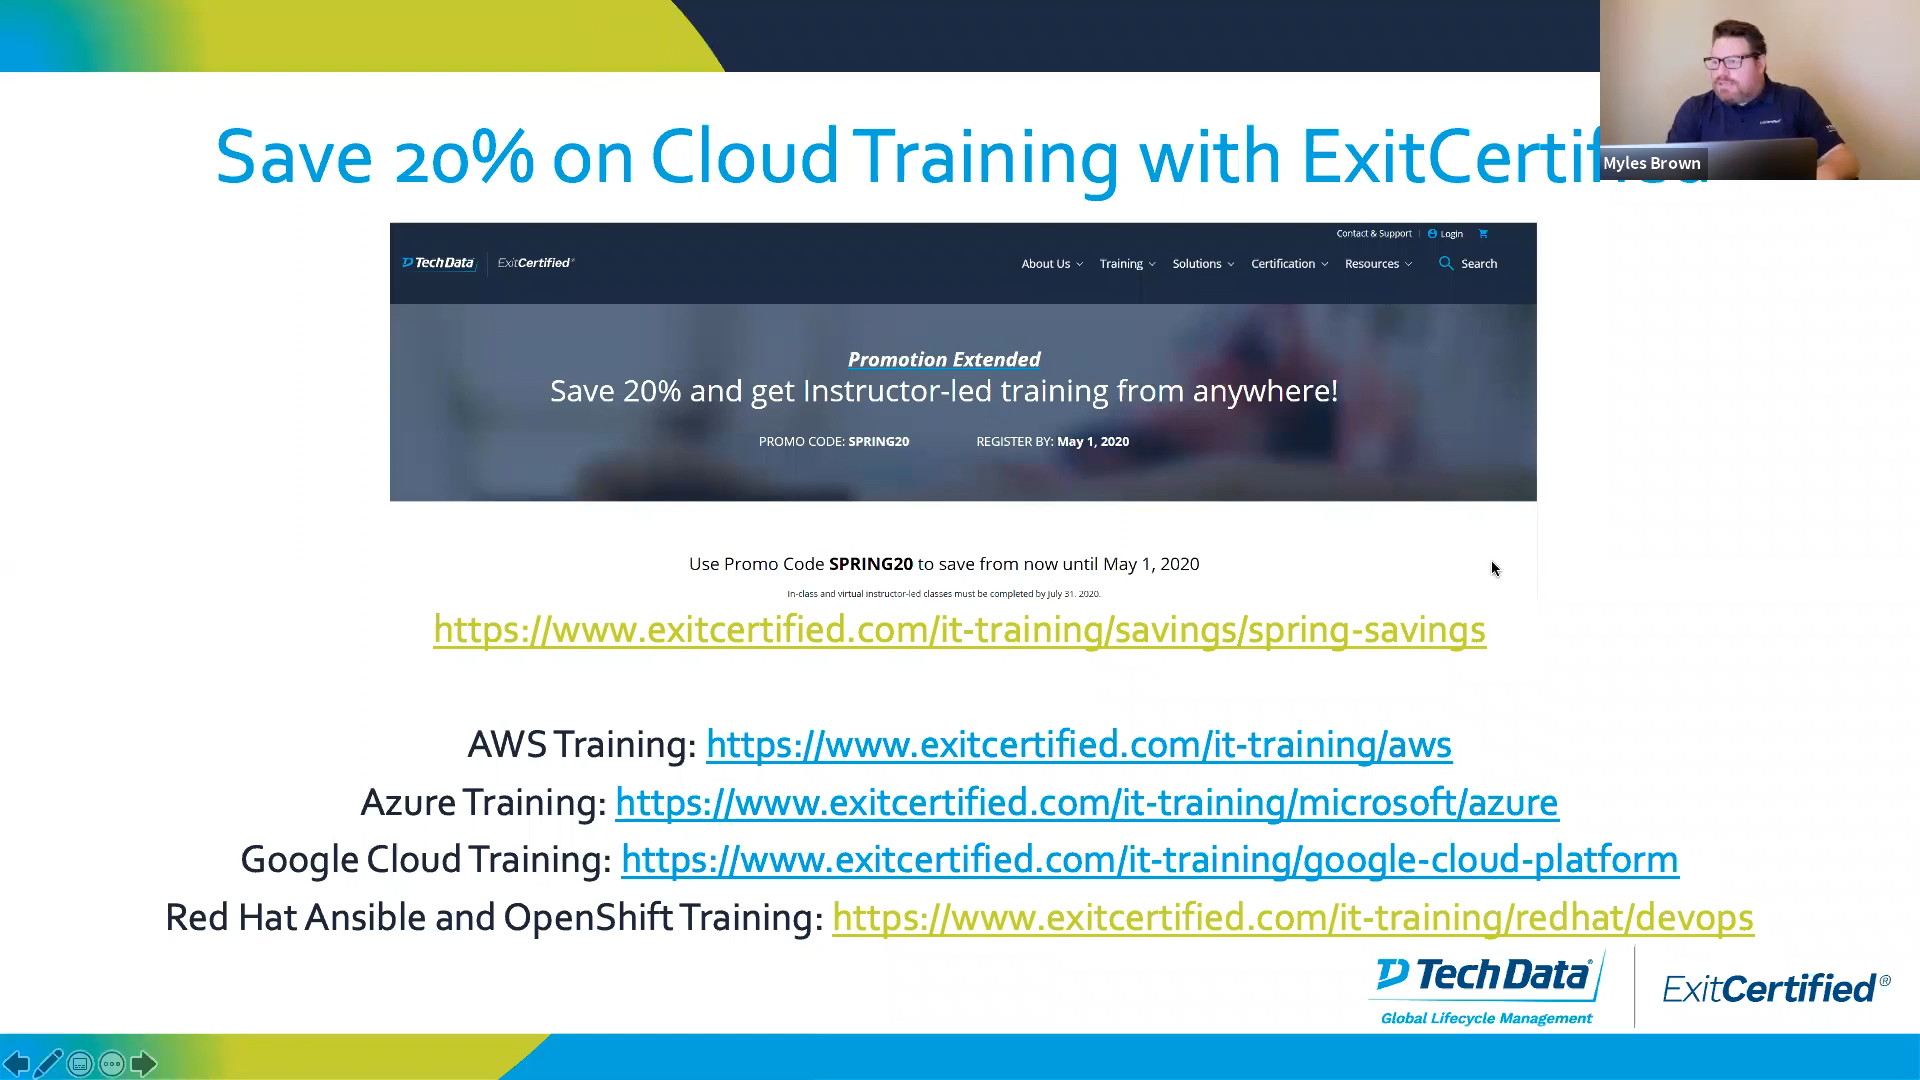 Save 20% on Cloud Training with ExitCertified
Myles Brown
Contact & Support
Login
TechData
ExitCertified®
About Us
Training
Solutions
Certification
Resources
Search
Promotion Extended
Save 20% and get Instructor-led training from anywhere!
PROMO CODE: SPRING20
REGISTER BY: May 1, 2020
Use Promo Code SPRING20 to save from now until May 1, 2020
In-class and virtual instructor-led classes must be completed by July 31, 2020.
https://www.exitcertified.com/it-training/savings/spring-savings
AWS Training: https://www.exitcertified.com/it-training/aws
Azure Training: https://www.exitcertified.com/it-training/microsoft/azure
Google Cloud Training: https://www.exitcertified.com/it-training/google-cloud-platform
Red Hat Ansible and OpenShift Training: https://www.exitcertified.com/it-training/redhat/devops
TechData®
Global Lifecycle Management
ExitCertified®